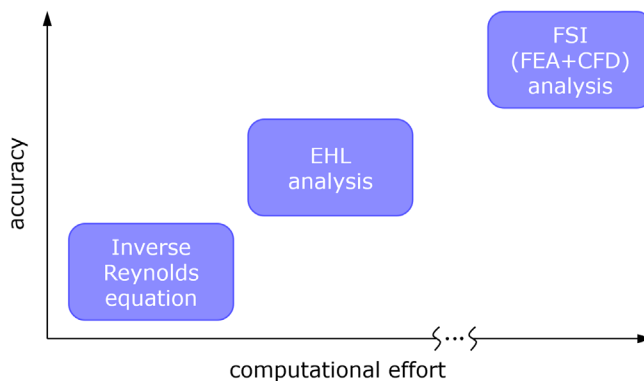 FSI
(FEA+CFD)
analysis
EHL
analysis
Inverse
Reynolds
equation
accuracy
...
computational effort